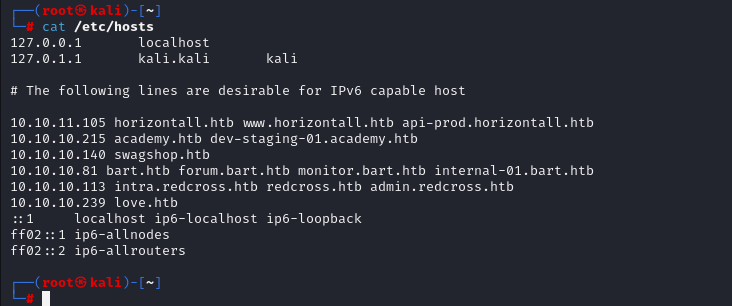 ┌──(root㉿kali)-[~]
└─# cat /etc/hosts
127.0.0.1       localhost
127.0.1.1       kali.kali       kali
# The following lines are desirable for IPv6 capable host
10.10.11.105 horizontall.htb www.horizontall.htb api-prod.horizontall.htb
10.10.10.215 academy.htb dev-staging-01.academy.htb
10.10.10.140 swagshop.htb
10.10.10.81 bart.htb forum.bart.htb monitor.bart.htb internal-01.bart.htb
10.10.10.113 intra.redcross.htb redcross.htb admin.redcross.htb
10.10.10.239 love.htb
::1     localhost ip6-localhost ip6-loopback
ff02::1 ip6-allnodes
ff02::2 ip6-allrouters
┌──(root㉿kali)-[~]
└─#